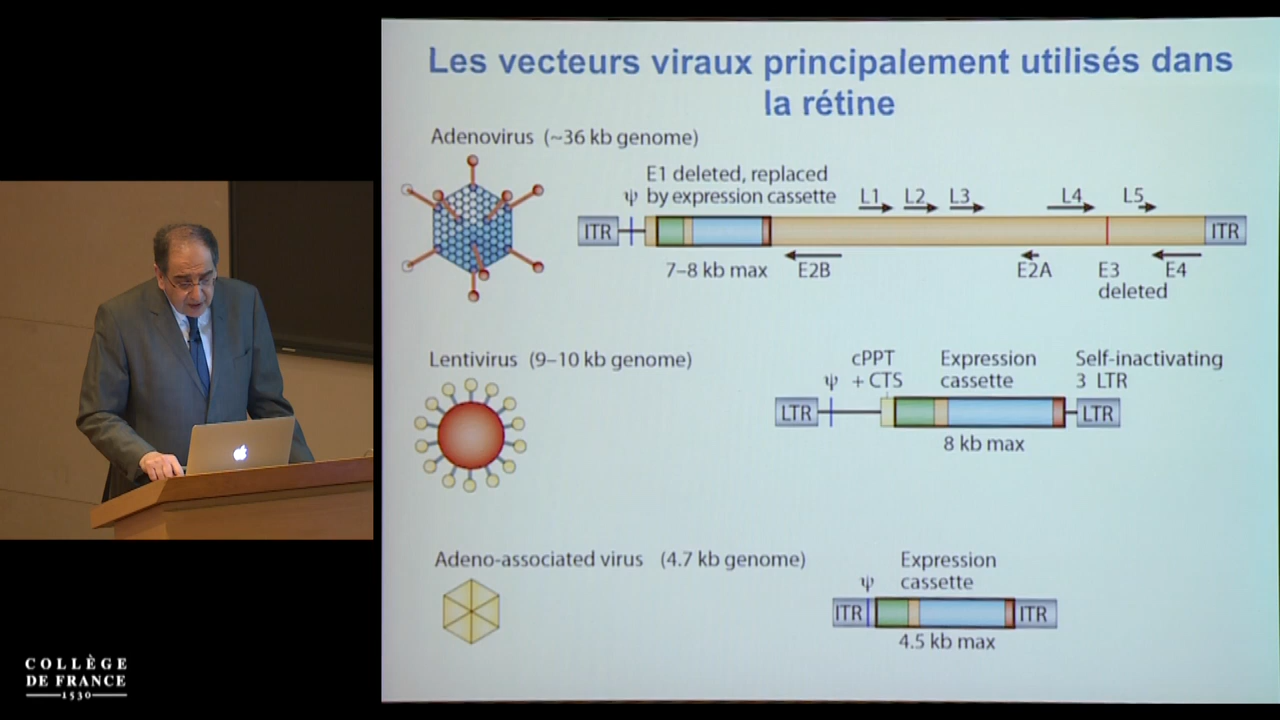 Les vecteurs viraux principalement utilisés dans
la rétine
Adenovirus (~36 kb genome)
E1 deleted, replaced
ψ by expression cassette
L1 L2 L3 L4 L5
ITR ITR
7–8 kb max E2B E2A E3 E4
deleted
Lentivirus (9–10 kb genome)
cPPT Expression Self-inactivating
ψ + CTS cassette 3 LTR
LTR LTR
8 kb max
Adeno-associated virus (4.7 kb genome)
Expression
ψ cassette
ITR ITR
4.5 kb max
COLLÈGE
DE FRANCE
1530